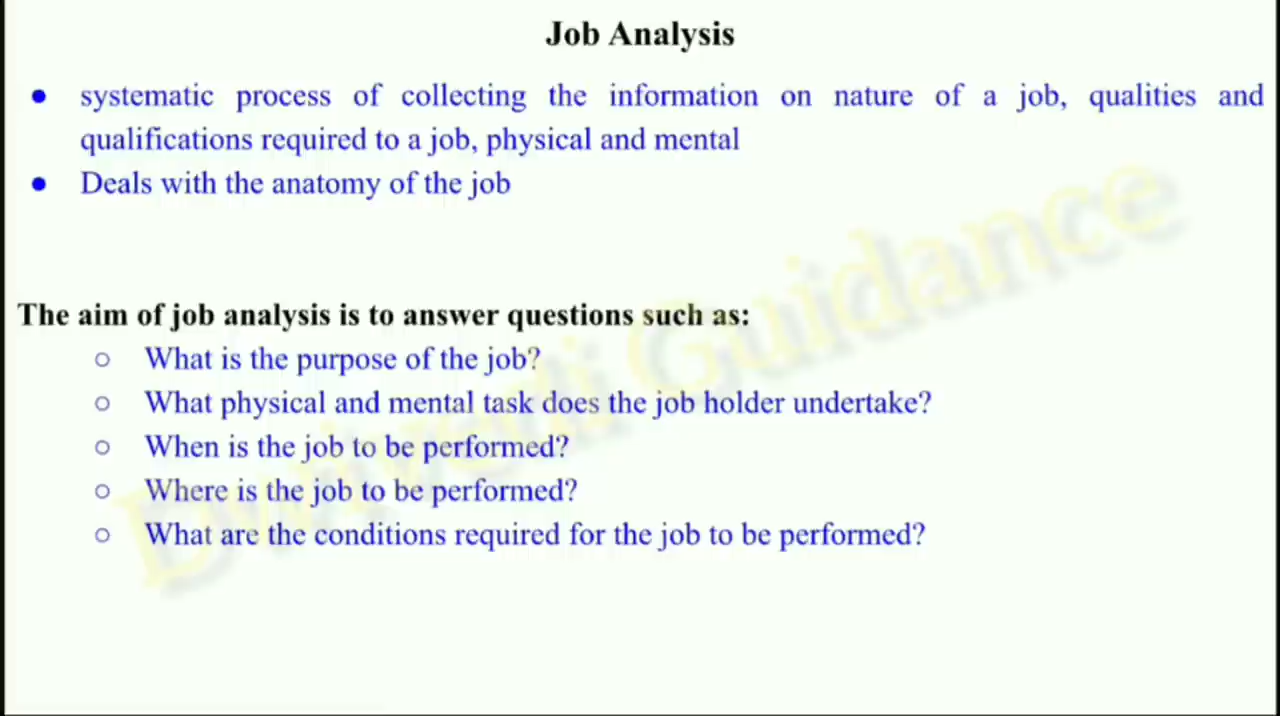 Job Analysis
● systematic process of collecting the information on nature of a job, qualities and
qualifications required to a job, physical and mental
● Deals with the anatomy of the job
The aim of job analysis is to answer questions such as:
○ What is the purpose of the job?
○ What physical and mental task does the job holder undertake?
○ When is the job to be performed?
○ Where is the job to be performed?
○ What are the conditions required for the job to be performed?
Dwivedi Guidance